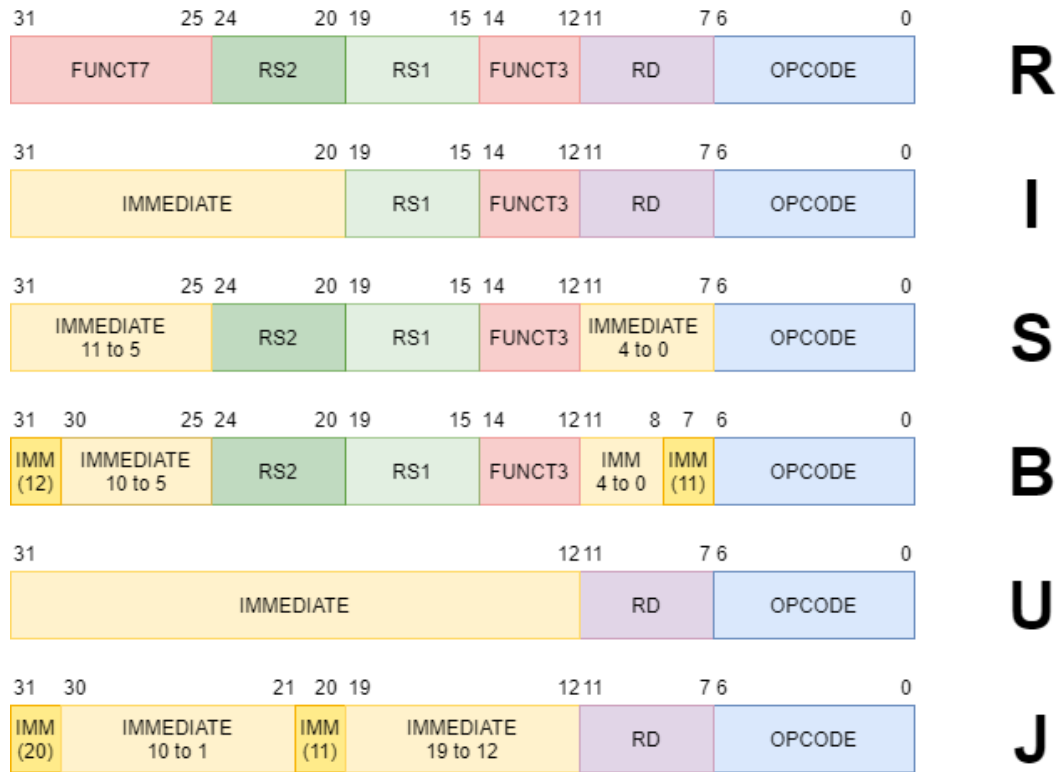 31 25 24 20 19 15 14 12 11 7 6 0
FUNCT7 RS2 RS1 FUNCT3 RD OPCODE R
31 20 19 15 14 12 11 7 6 0
IMMEDIATE RS1 FUNCT3 RD OPCODE I
31 25 24 20 19 15 14 12 11 7 6 0
IMMEDIATE
11 to 5
RS2 RS1 FUNCT3
IMMEDIATE
4 to 0
OPCODE S
31 30 25 24 20 19 15 14 12 11 8 7 6 0
IMM
(12)
IMMEDIATE
10 to 5
RS2 RS1 FUNCT3
IMM
4 to 0
IMM
(11)
OPCODE B
31 12 11 7 6 0
IMMEDIATE RD OPCODE U
31 30 21 20 19 12 11 7 6 0
IMM
(20)
IMMEDIATE
10 to 1
IMM
(11)
IMMEDIATE
19 to 12
RD OPCODE J